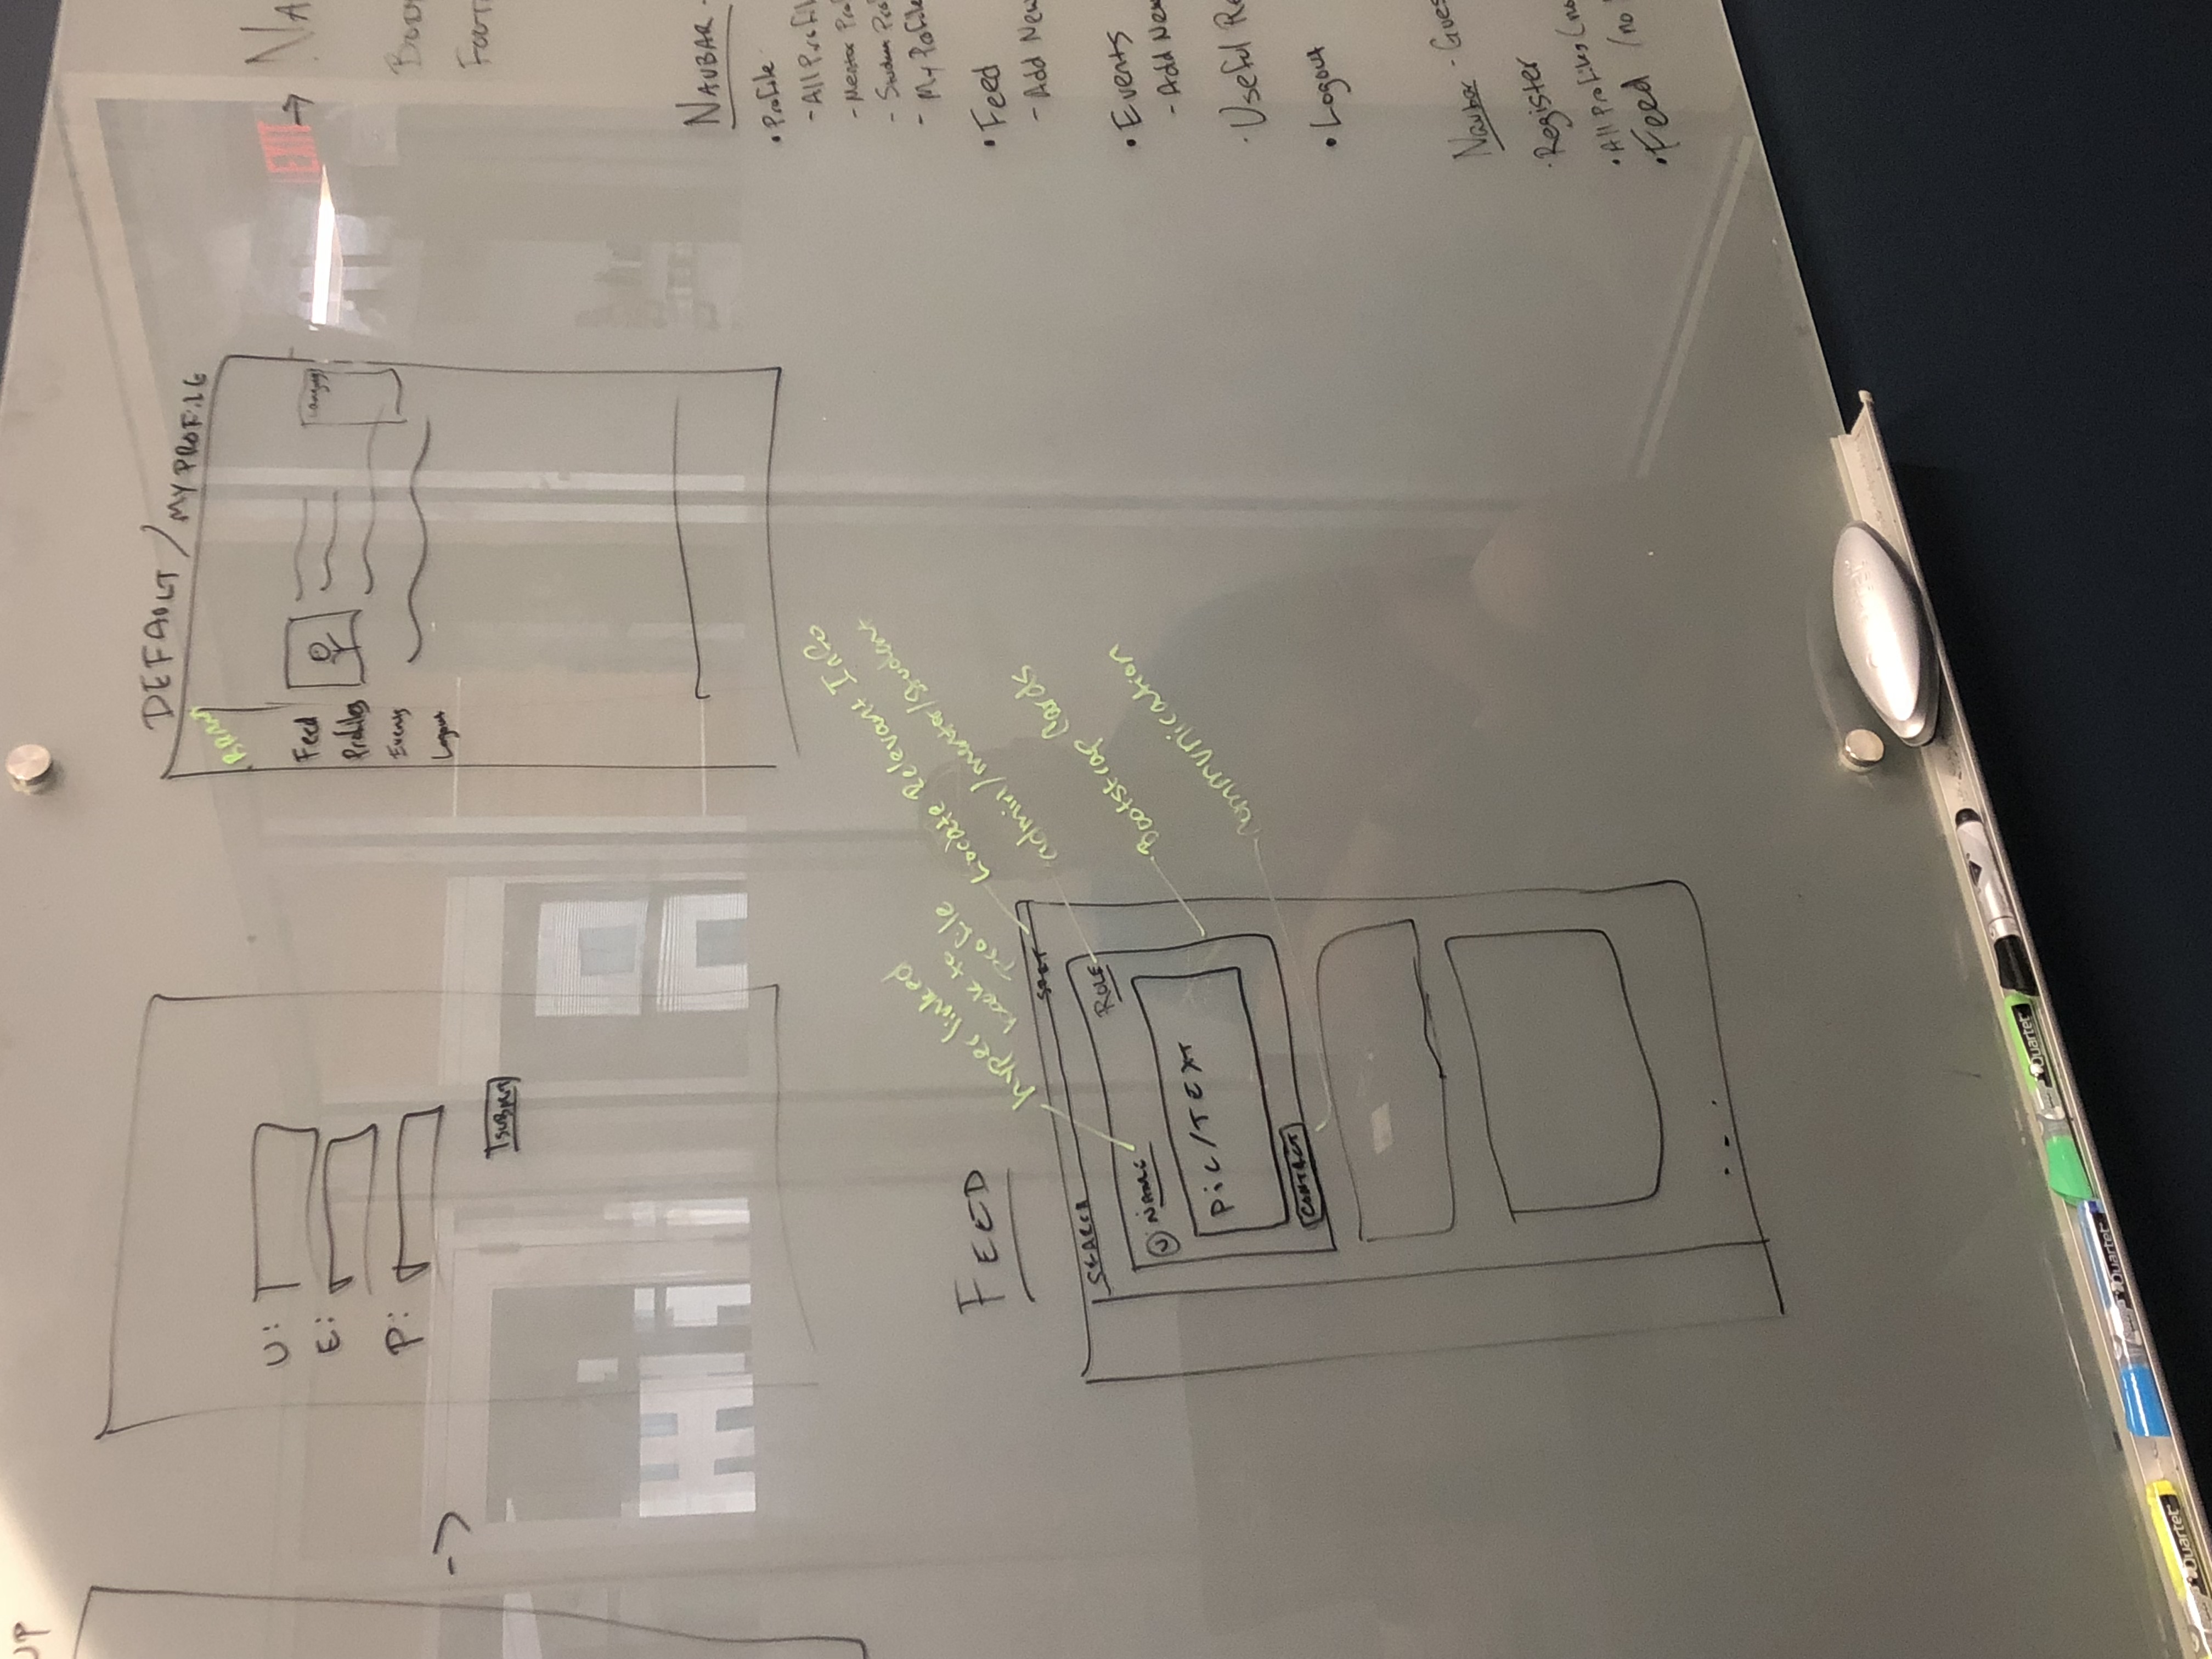 UP
U:
E:
P:
SUBMIT
->
DEFAULT / MY PROFILE
BRAND
Feed
Profiles
Events
Logout
EXIT
→ NA
BODY
FOOT
NAVBAR -
• Profile
- All Profil
- Mentor Pro
- Student Pro
- My Profile
• Feed
- Add New
• Events
- Add New
· Useful Re
• Logout
Navbar - Gues
· Register
• All Profiles (no
• Feed (no
FEED
hyperlinked
back to
profile
Locate Relevant Info
admin/mentor/student
Bootstrap Cards
Communication
SORT
SEARCH
ROLE
U NAME
PIC/TEXT
CONTACT
...
Quartet
Quartet
Quartet